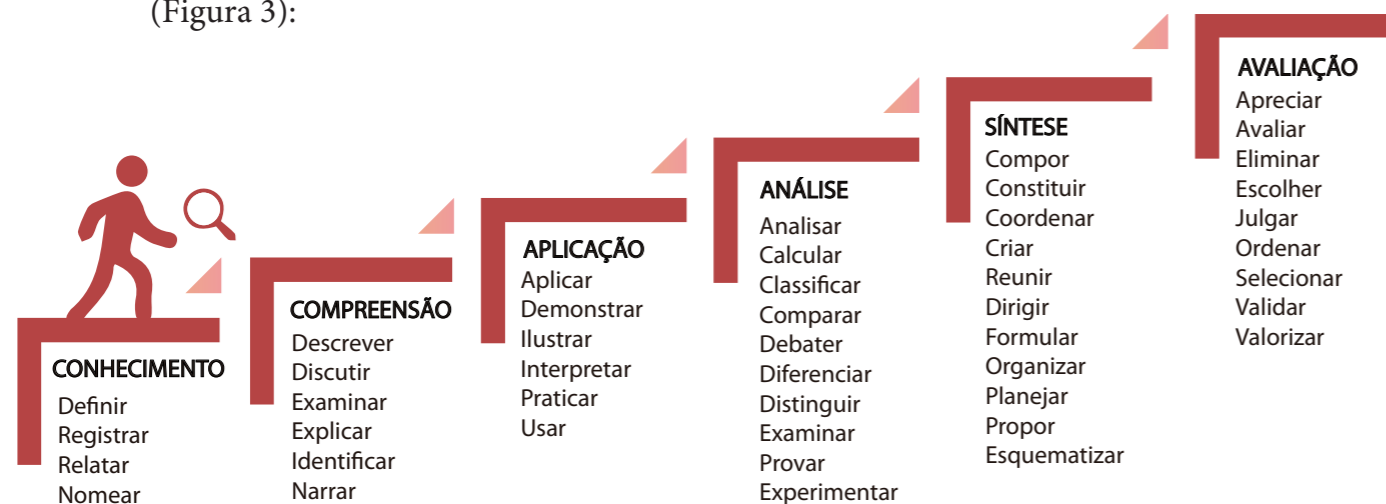 (Figura 3):
CONHECIMENTO
Definir
Registrar
Relatar
Nomear
COMPREENSÃO
Descrever
Discutir
Examinar
Explicar
Identificar
Narrar
APLICAÇÃO
Aplicar
Demonstrar
Ilustrar
Interpretar
Praticar
Usar
ANÁLISE
Analisar
Calcular
Classificar
Comparar
Debater
Diferenciar
Distinguir
Examinar
Provar
Experimentar
SÍNTESE
Compor
Constituir
Coordenar
Criar
Reunir
Dirigir
Formular
Organizar
Planejar
Propor
Esquematizar
AVALIAÇÃO
Apreciar
Avaliar
Eliminar
Escolher
Julgar
Ordenar
Selecionar
Validar
Valorizar